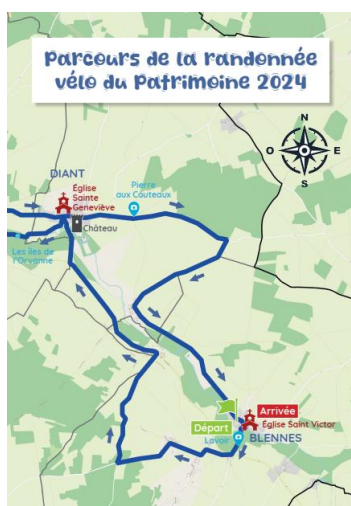 Parcours de la randonnée
vélo du Patrimoine 2024
N
O
E
S
DIANT
Église
Sainte
Geneviève
Pierre
aux Couteaux
Château
Les îles de
l'Orvanne
Départ
Arrivée
Église Saint Victor
Lavoir
BLENNES